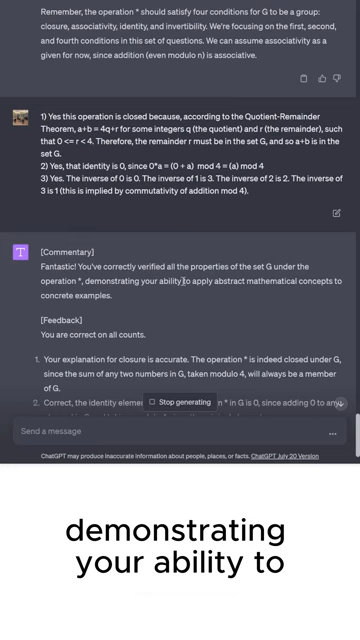 Remember, the operation * should satisfy four conditions for G to be a group:
closure, associativity, identity, and invertibility. We're focusing on the first, second,
and fourth conditions in this set of questions. We can assume associativity as a
given for now, since addition (even modulo n) is associative.
1) Yes this operation is closed because, according to the Quotient-Remainder
Theorem, a+b = 4q+r for some integers q (the quotient) and r (the remainder), such
that 0 <= r < 4. Therefore, the remainder r must be in the set G, and so a+b is in the
set G.
2) Yes, that identity is 0, since 0*a = (0 + a) mod 4 = (a) mod 4
3) Yes. The inverse of 0 is 0. The inverse of 1 is 3. The inverse of 2 is 2. The inverse of
3 is 1 (this is implied by commutativity of addition mod 4).
T
[Commentary]
Fantastic! You've correctly verified all the properties of the set G under the
operation *, demonstrating your ability to apply abstract mathematical concepts to
concrete examples.
[Feedback]
You are correct on all counts.
1. Your explanation for closure is accurate. The operation * is indeed closed under G,
since the sum of any two numbers in G, taken modulo 4, will always be a member
of G.
2. Correct, the identity elemen
* in G is 0, since adding 0 to any
Stop generating
Send a message
ChatGPT may produce inaccurate information about people, places, or facts. ChatGPT July 20 Version
demonstrating
your ability to